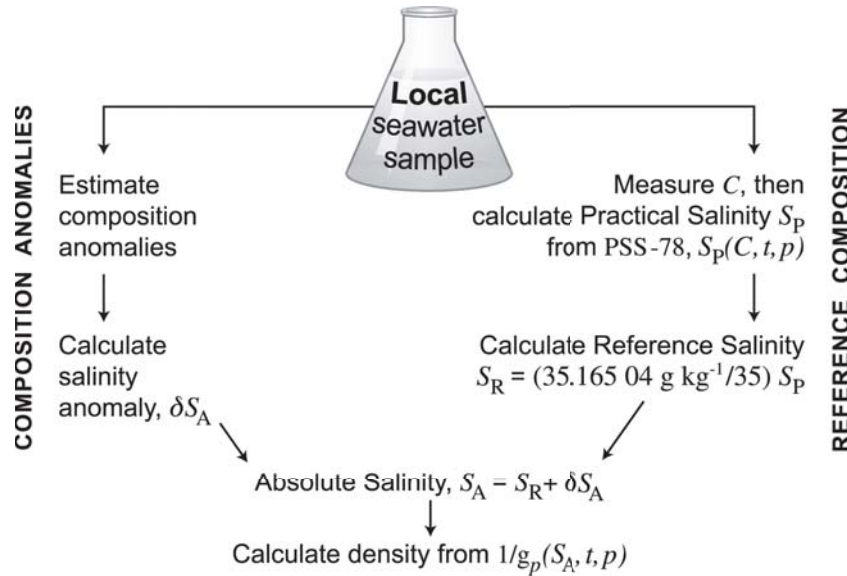 Local
seawater
sample
COMPOSITION ANOMALIES
Estimate
composition
anomalies
Calculate
salinity
anomaly, δS_A
Measure C, then
calculate Practical Salinity S_P
from PSS-78, S_P(C, t, p)
Calculate Reference Salinity
S_R = (35.165 04 g kg⁻¹/35) S_P
REFERENCE COMPOSITION
Absolute Salinity, S_A = S_R + δS_A
Calculate density from 1/g_p(S_A, t, p)